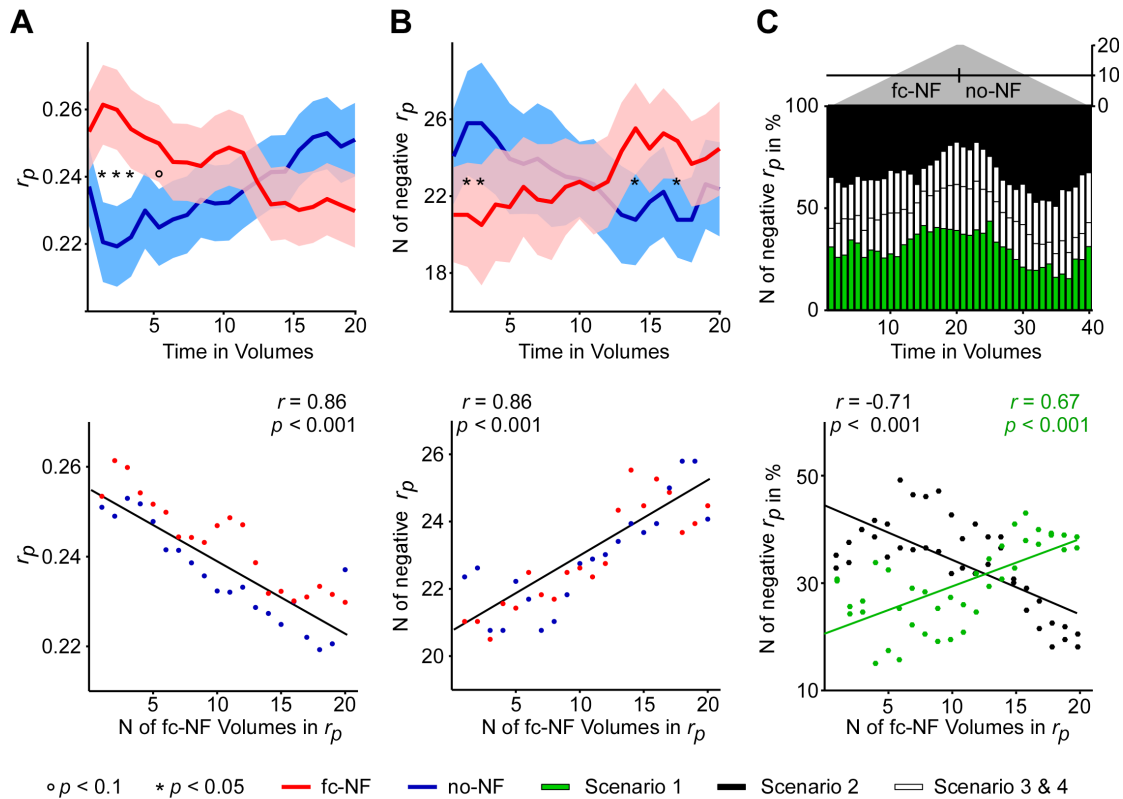 A
B
C
0.26
0.24
0.22
r_p
* * *
°
5
10
15
20
Time in Volumes
26
22
18
N of negative r_p
* *
*
*
5
10
15
20
Time in Volumes
20
10
0
fc-NF
no-NF
100
50
0
N of negative r_p in %
10
20
30
40
Time in Volumes
r = 0.86
p < 0.001
0.26
0.24
0.22
r_p
5
10
15
20
N of fc-NF Volumes in r_p
r = 0.86
p < 0.001
26
24
22
20
N of negative r_p
5
10
15
20
N of fc-NF Volumes in r_p
r = -0.71
p < 0.001
r = 0.67
p < 0.001
50
30
10
N of negative r_p in %
5
10
15
20
N of fc-NF Volumes in r_p
° p < 0.1
* p < 0.05
fc-NF
no-NF
Scenario 1
Scenario 2
Scenario 3 & 4